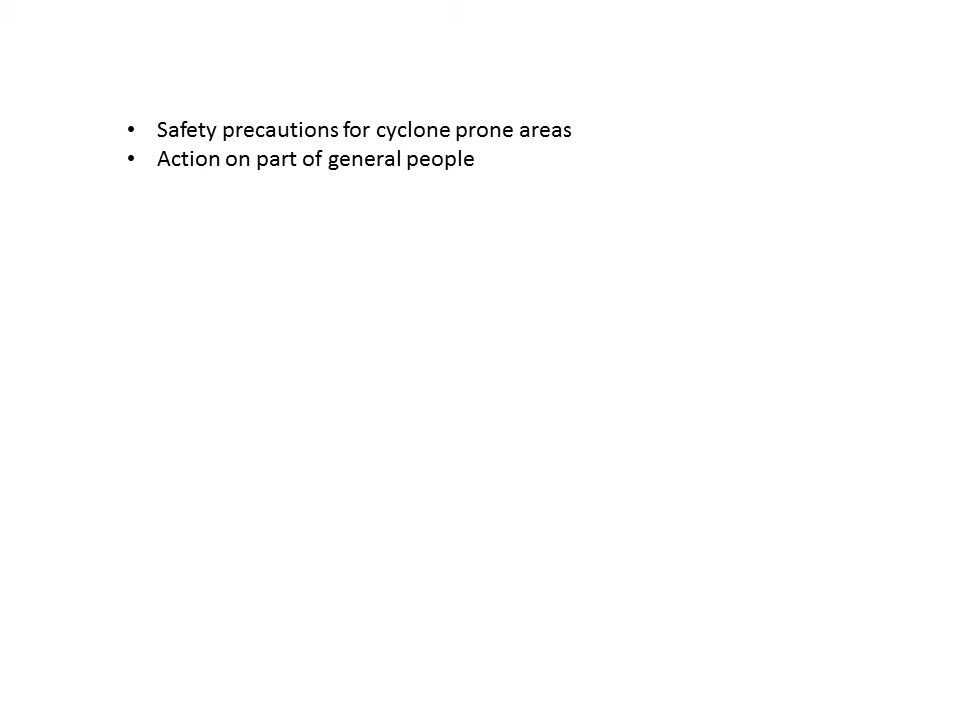 • Safety precautions for cyclone prone areas
• Action on part of general people